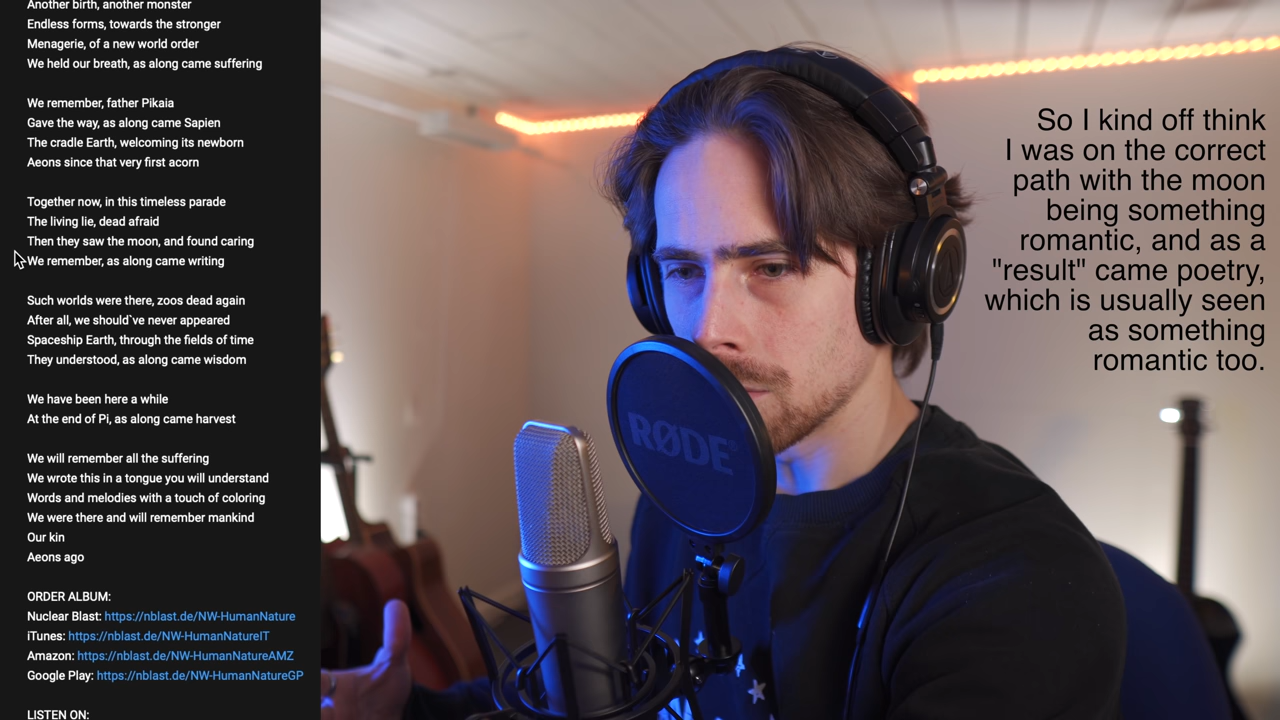 Another birth, another monster
Endless forms, towards the stronger
Menagerie, of a new world order
We held our breath, as along came suffering
We remember, father Pikaia
Gave the way, as along came Sapien
The cradle Earth, welcoming its newborn
Aeons since that very first acorn
Together now, in this timeless parade
The living lie, dead afraid
Then they saw the moon, and found caring
We remember, as along came writing
Such worlds were there, zoos dead again
After all, we should`ve never appeared
Spaceship Earth, through the fields of time
They understood, as along came wisdom
We have been here a while
At the end of Pi, as along came harvest
We will remember all the suffering
We wrote this in a tongue you will understand
Words and melodies with a touch of coloring
We were there and will remember mankind
Our kin
Aeons ago
ORDER ALBUM:
Nuclear Blast: https://nblast.de/NW-HumanNature
iTunes: https://nblast.de/NW-HumanNatureIT
Amazon: https://nblast.de/NW-HumanNatureAMZ
Google Play: https://nblast.de/NW-HumanNatureGP
LISTEN ON:
RØDE
So I kind off think
I was on the correct
path with the moon
being something
romantic, and as a
"result" came poetry,
which is usually seen
as something
romantic too.